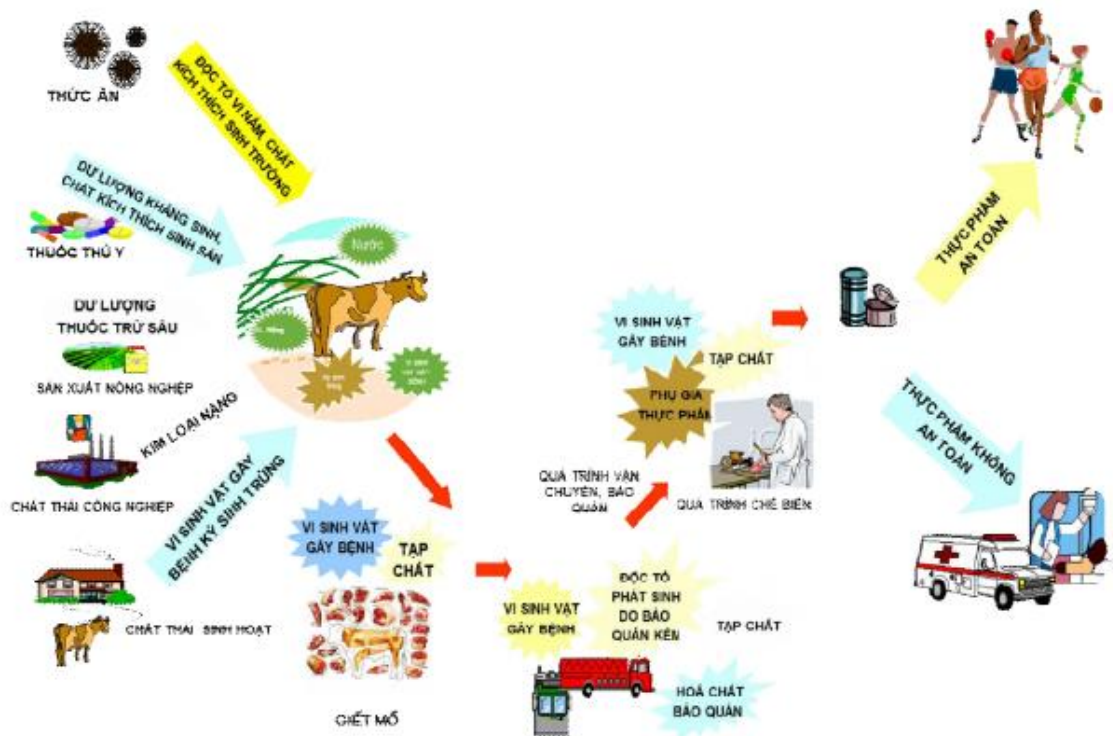 THỨC ĂN
ĐỘC TỐ VI NẤM, CHẤT
KÍCH THÍCH SINH TRƯỞNG
DƯ LƯỢNG KHÁNG SINH,
CHẤT KÍCH THÍCH SINH SẢN
THUỐC THÚ Y
Nước
DƯ LƯỢNG
THUỐC TRỪ SÂU
SẢN XUẤT NÔNG NGHIỆP
KIM LOẠI NẶNG
CHẤT THẢI CÔNG NGHIỆP
VI SINH VẬT GÂY
BỆNH KÝ SINH TRÙNG
CHẤT THẢI SINH HOẠT
VI SINH VẬT
GÂY BỆNH
TẠP
CHẤT
GIẾT MỔ
VI SINH VẬT
GÂY BỆNH
ĐỘC TỐ
PHÁT SINH
DO BẢO
QUẢN KÉM
TẠP CHẤT
HOÁ CHẤT
BẢO QUẢN
QUÁ TRÌNH VẬN
CHUYỂN, BẢO
QUẢN
VI SINH VẬT
GÂY BỆNH
TẠP CHẤT
PHỤ GIA
THỰC PHẨM
QUÁ TRÌNH CHẾ BIẾN
THỰC PHẨM
AN TOÀN
THỰC PHẨM KHÔNG
AN TOÀN